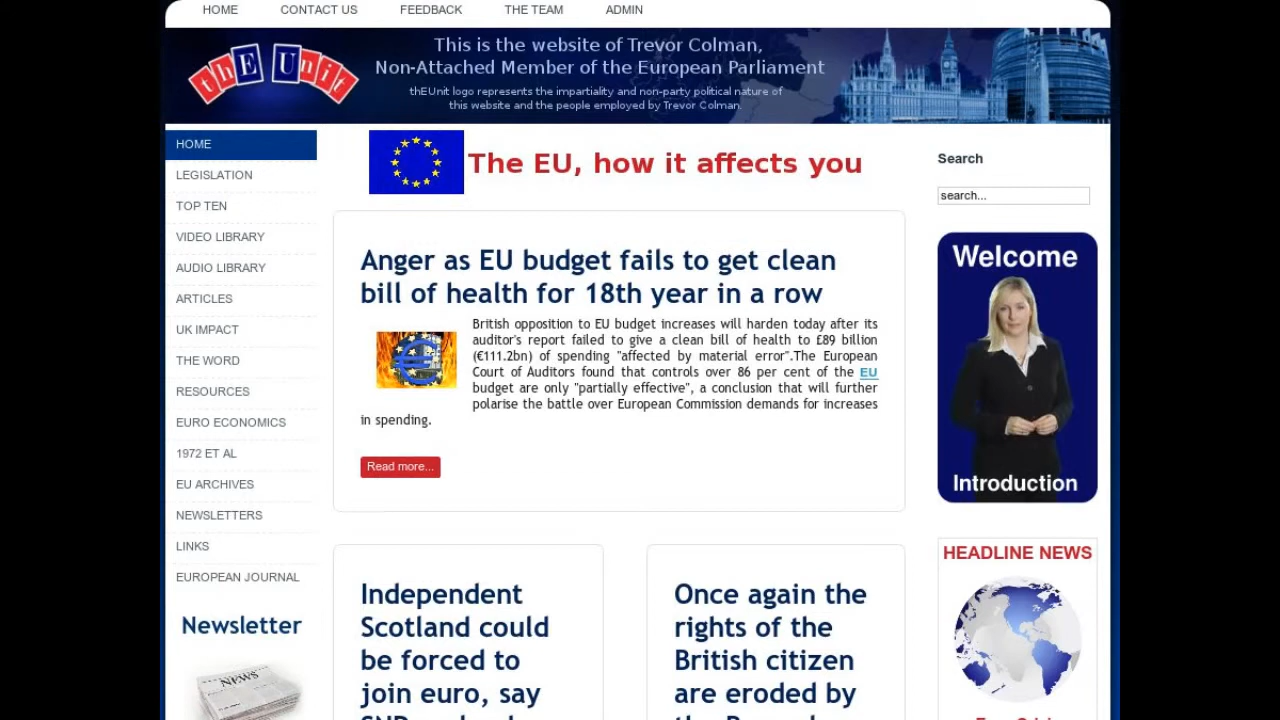 HOME CONTACT US FEEDBACK THE TEAM ADMIN
thEUnit
This is the website of Trevor Colman,
Non-Attached Member of the European Parliament
thEUnit logo represents the impartiality and non-party political nature of
this website and the people employed by Trevor Colman.
HOME
LEGISLATION
TOP TEN
VIDEO LIBRARY
AUDIO LIBRARY
ARTICLES
UK IMPACT
THE WORD
RESOURCES
EURO ECONOMICS
1972 ET AL
EU ARCHIVES
NEWSLETTERS
LINKS
EUROPEAN JOURNAL
Newsletter
NEWS
The EU, how it affects you
Anger as EU budget fails to get clean
bill of health for 18th year in a row
British opposition to EU budget increases will harden today after its
auditor's report failed to give a clean bill of health to £89 billion
(€111.2bn) of spending "affected by material error".The European
Court of Auditors found that controls over 86 per cent of the EU
budget are only "partially effective", a conclusion that will further
polarise the battle over European Commission demands for increases
in spending.
Read more...
Independent
Scotland could
be forced to
join euro, say
Once again the
rights of the
British citizen
are eroded by
Search
search...
Welcome
Introduction
HEADLINE NEWS